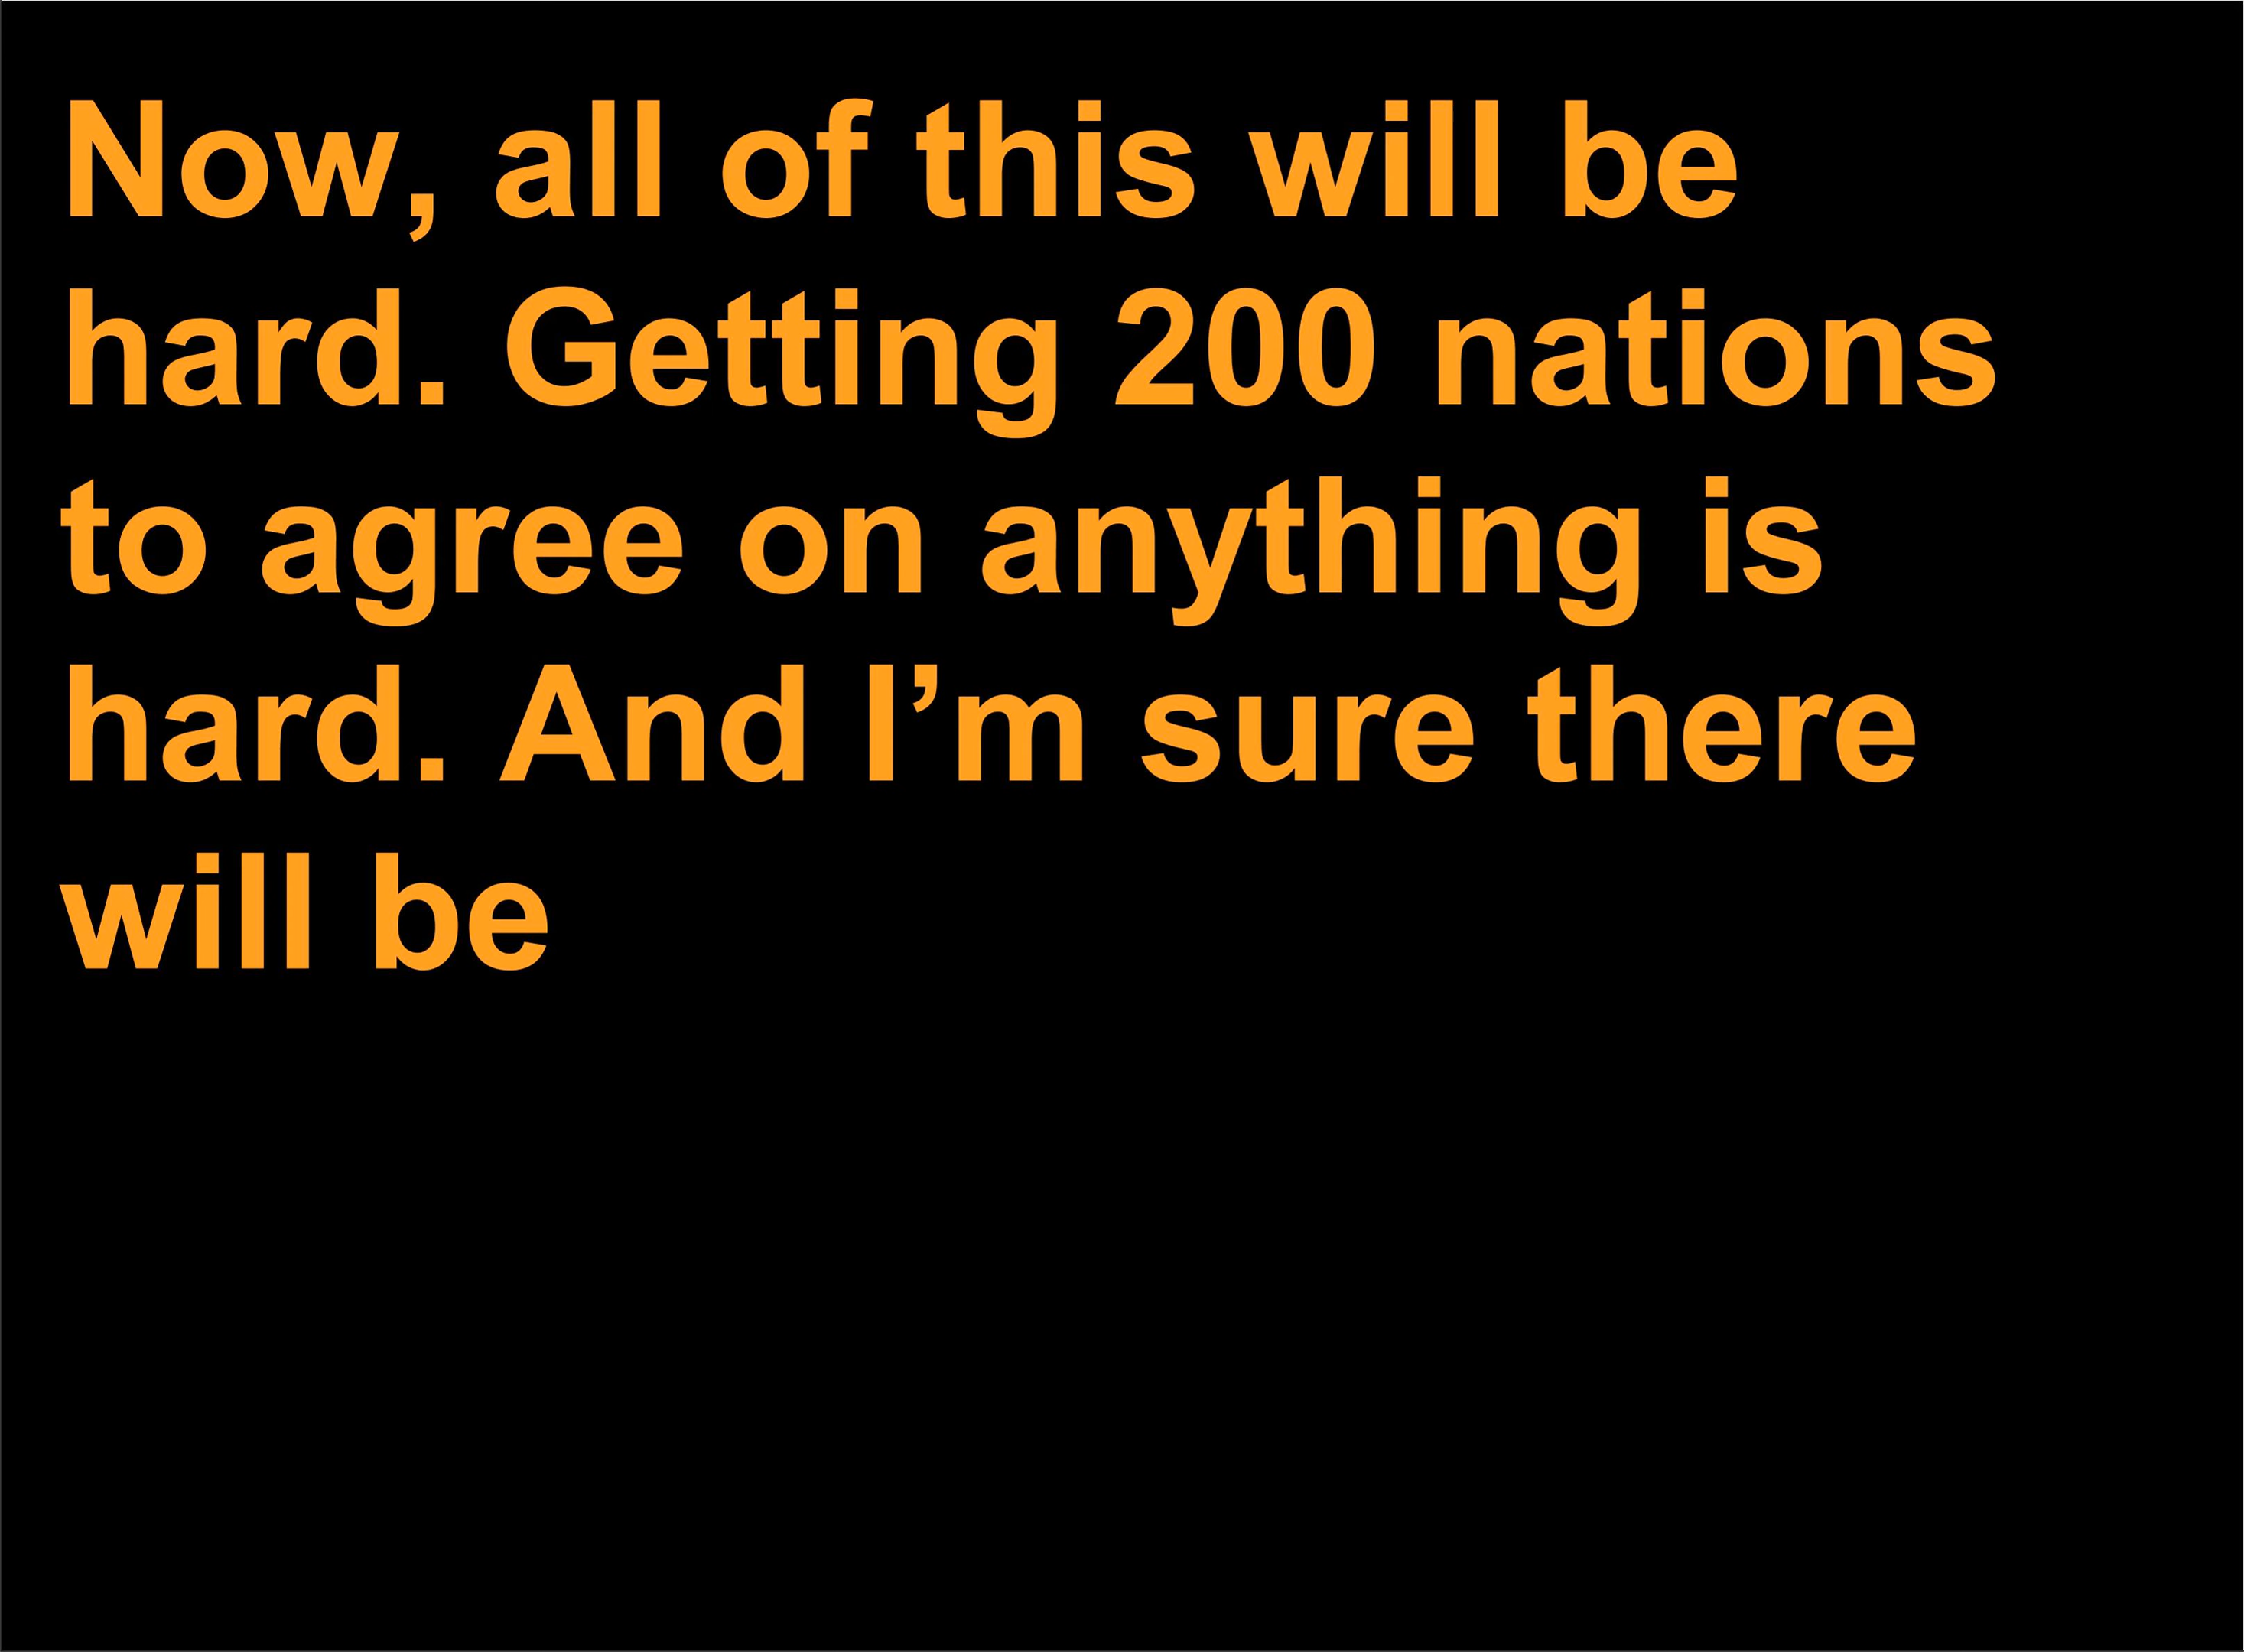 Now, all of this will be
hard. Getting 200 nations
to agree on anything is
hard. And I’m sure there
will be